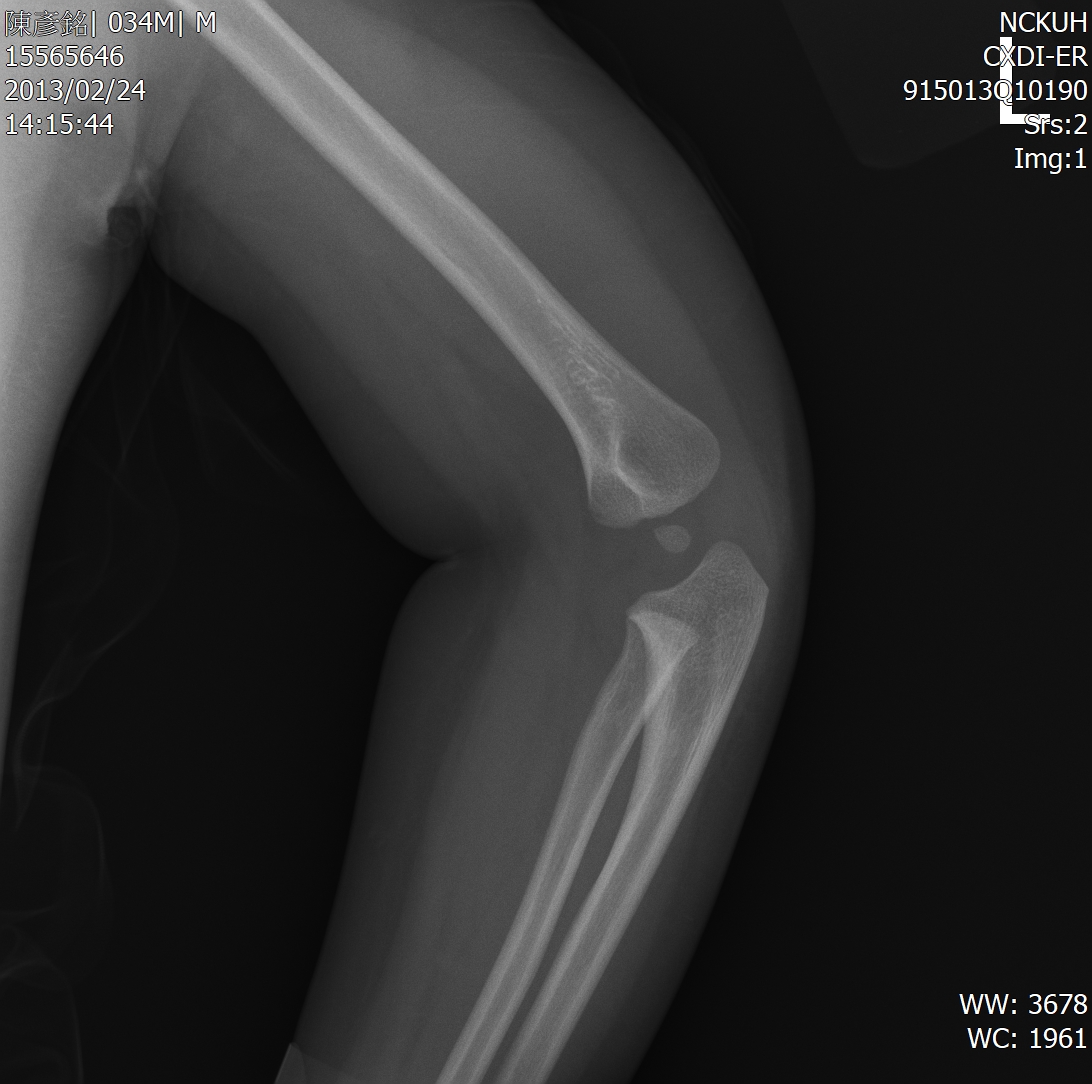 陳彥銘| 034M| M
15565646
2013/02/24
14:15:44
NCKUH
CXDI-ER
915013Q10190
L
Srs:2
Img:1
WW: 3678
WC: 1961